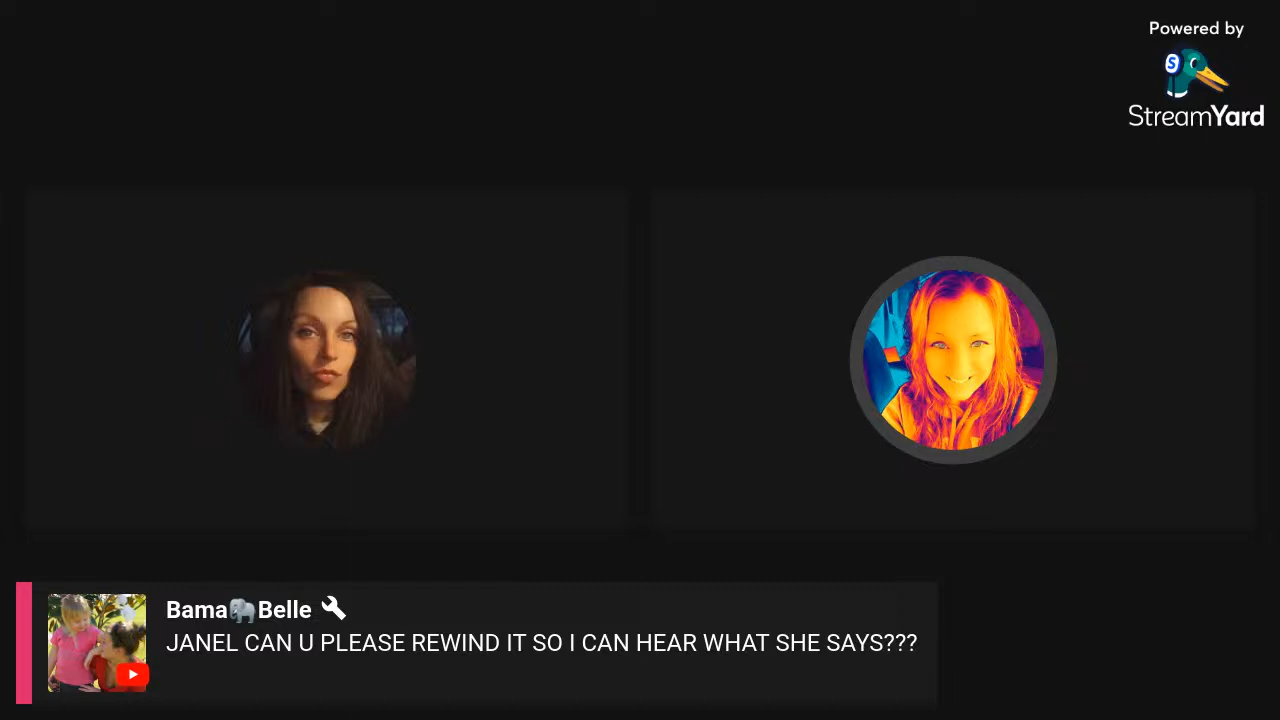 Powered by
S
StreamYard
Bama🐘Belle 🔧
JANEL CAN U PLEASE REWIND IT SO I CAN HEAR WHAT SHE SAYS???